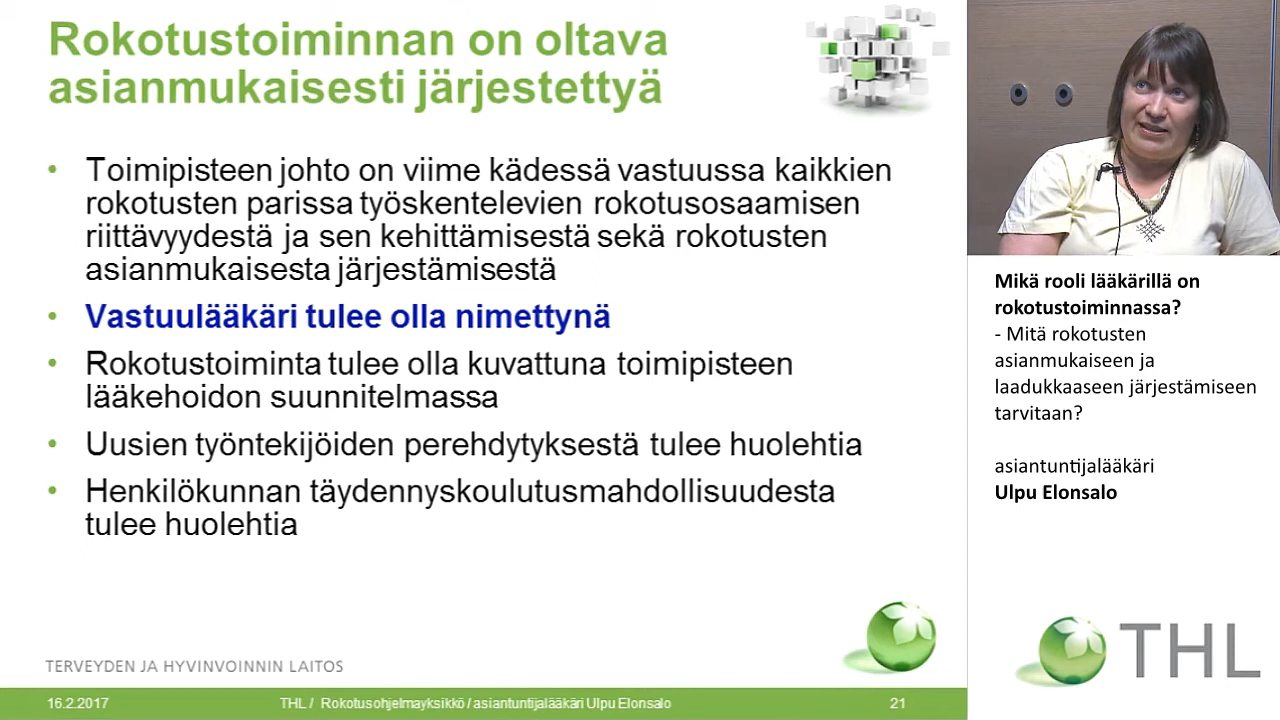 Rokotustoiminnan on oltava
asianmukaisesti järjestettyä
• Toimipisteen johto on viime kädessä vastuussa kaikkien
rokotusten parissa työskentelevien rokotusosaamisen
riittävyydestä ja sen kehittämisestä sekä rokotusten
asianmukaisesta järjestämisestä
• Vastuulääkäri tulee olla nimettynä
• Rokotustoiminta tulee olla kuvattuna toimipisteen
lääkehoidon suunnitelmassa
• Uusien työntekijöiden perehdytyksestä tulee huolehtia
• Henkilökunnan täydennyskoulutusmahdollisuudesta
tulee huolehtia
TERVEYDEN JA HYVINVOINNIN LAITOS
16.2.2017
THL / Rokotusohjelmayksikkö / asiantuntijalääkäri Ulpu Elonsalo
21
Mikä rooli lääkärillä on
rokotustoiminnassa?
- Mitä rokotusten
asianmukaiseen ja
laadukkaaseen järjestämiseen
tarvitaan?
asiantuntijalääkäri
Ulpu Elonsalo
THL